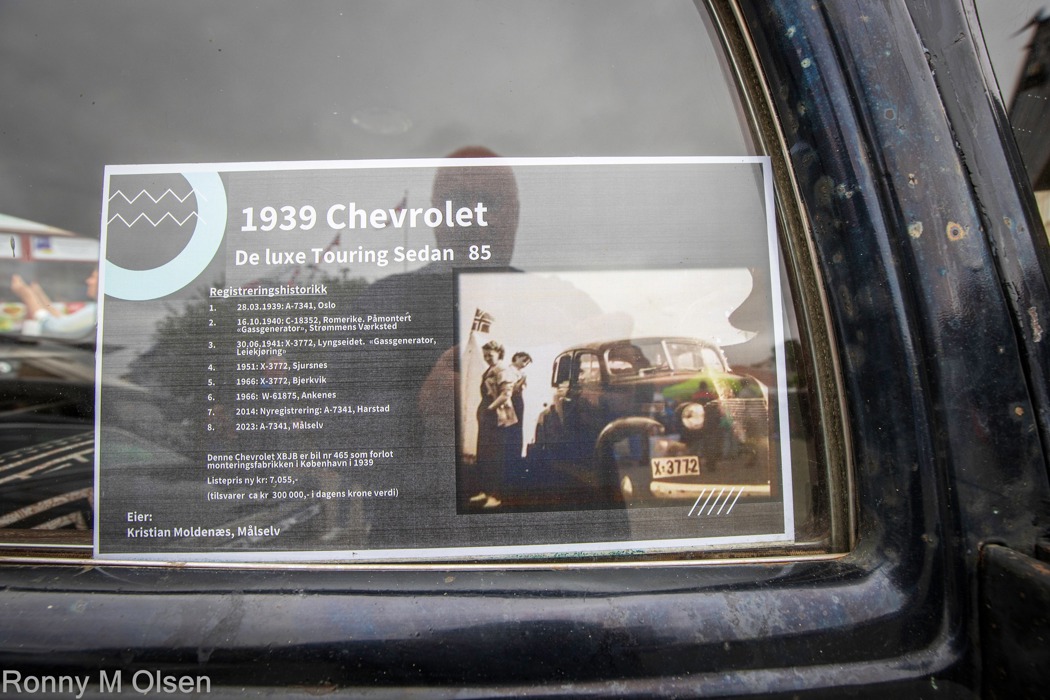 1939 Chevrolet
De luxe Touring Sedan 85
Registreringshistorikk
1. 28.03.1939: A-7341, Oslo
2. 16.10.1940: C-18352, Romerike. Påmontert
«Gassgenerator», Strømmens Værksted
3. 30.06.1941: X-3772, Lyngseidet. «Gassgenerator,
Leiekjøring»
4. 1951: X-3772, Sjursnes
5. 1966: X-3772, Bjerkvik
6. 1966: W-61875, Ankenes
7. 2014: Nyregistrering: A-7341, Harstad
8. 2023: A-7341, Målselv
Denne Chevrolet XBJB er bil nr 465 som forlot
monteringsfabrikken i København i 1939
Listepris ny kr: 7.055,-
(tilsvarer ca kr 300 000,- i dagens krone verdi)
Eier:
Kristian Moldenæs, Målselv
X-3772
Ronny M Olsen